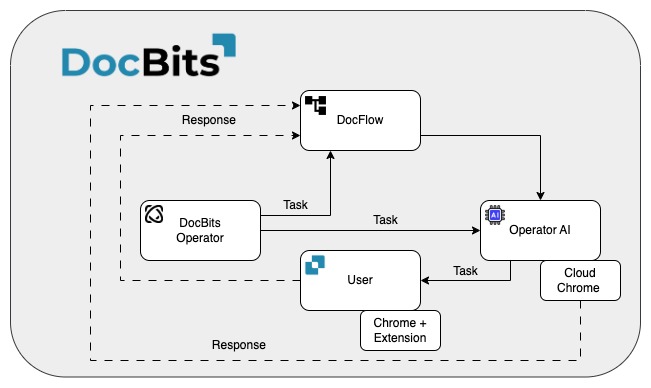 DocBits
Response
DocFlow
Task
DocBits
Operator
Task
AI
Operator AI
User
Task
Cloud
Chrome
Chrome +
Extension
Response